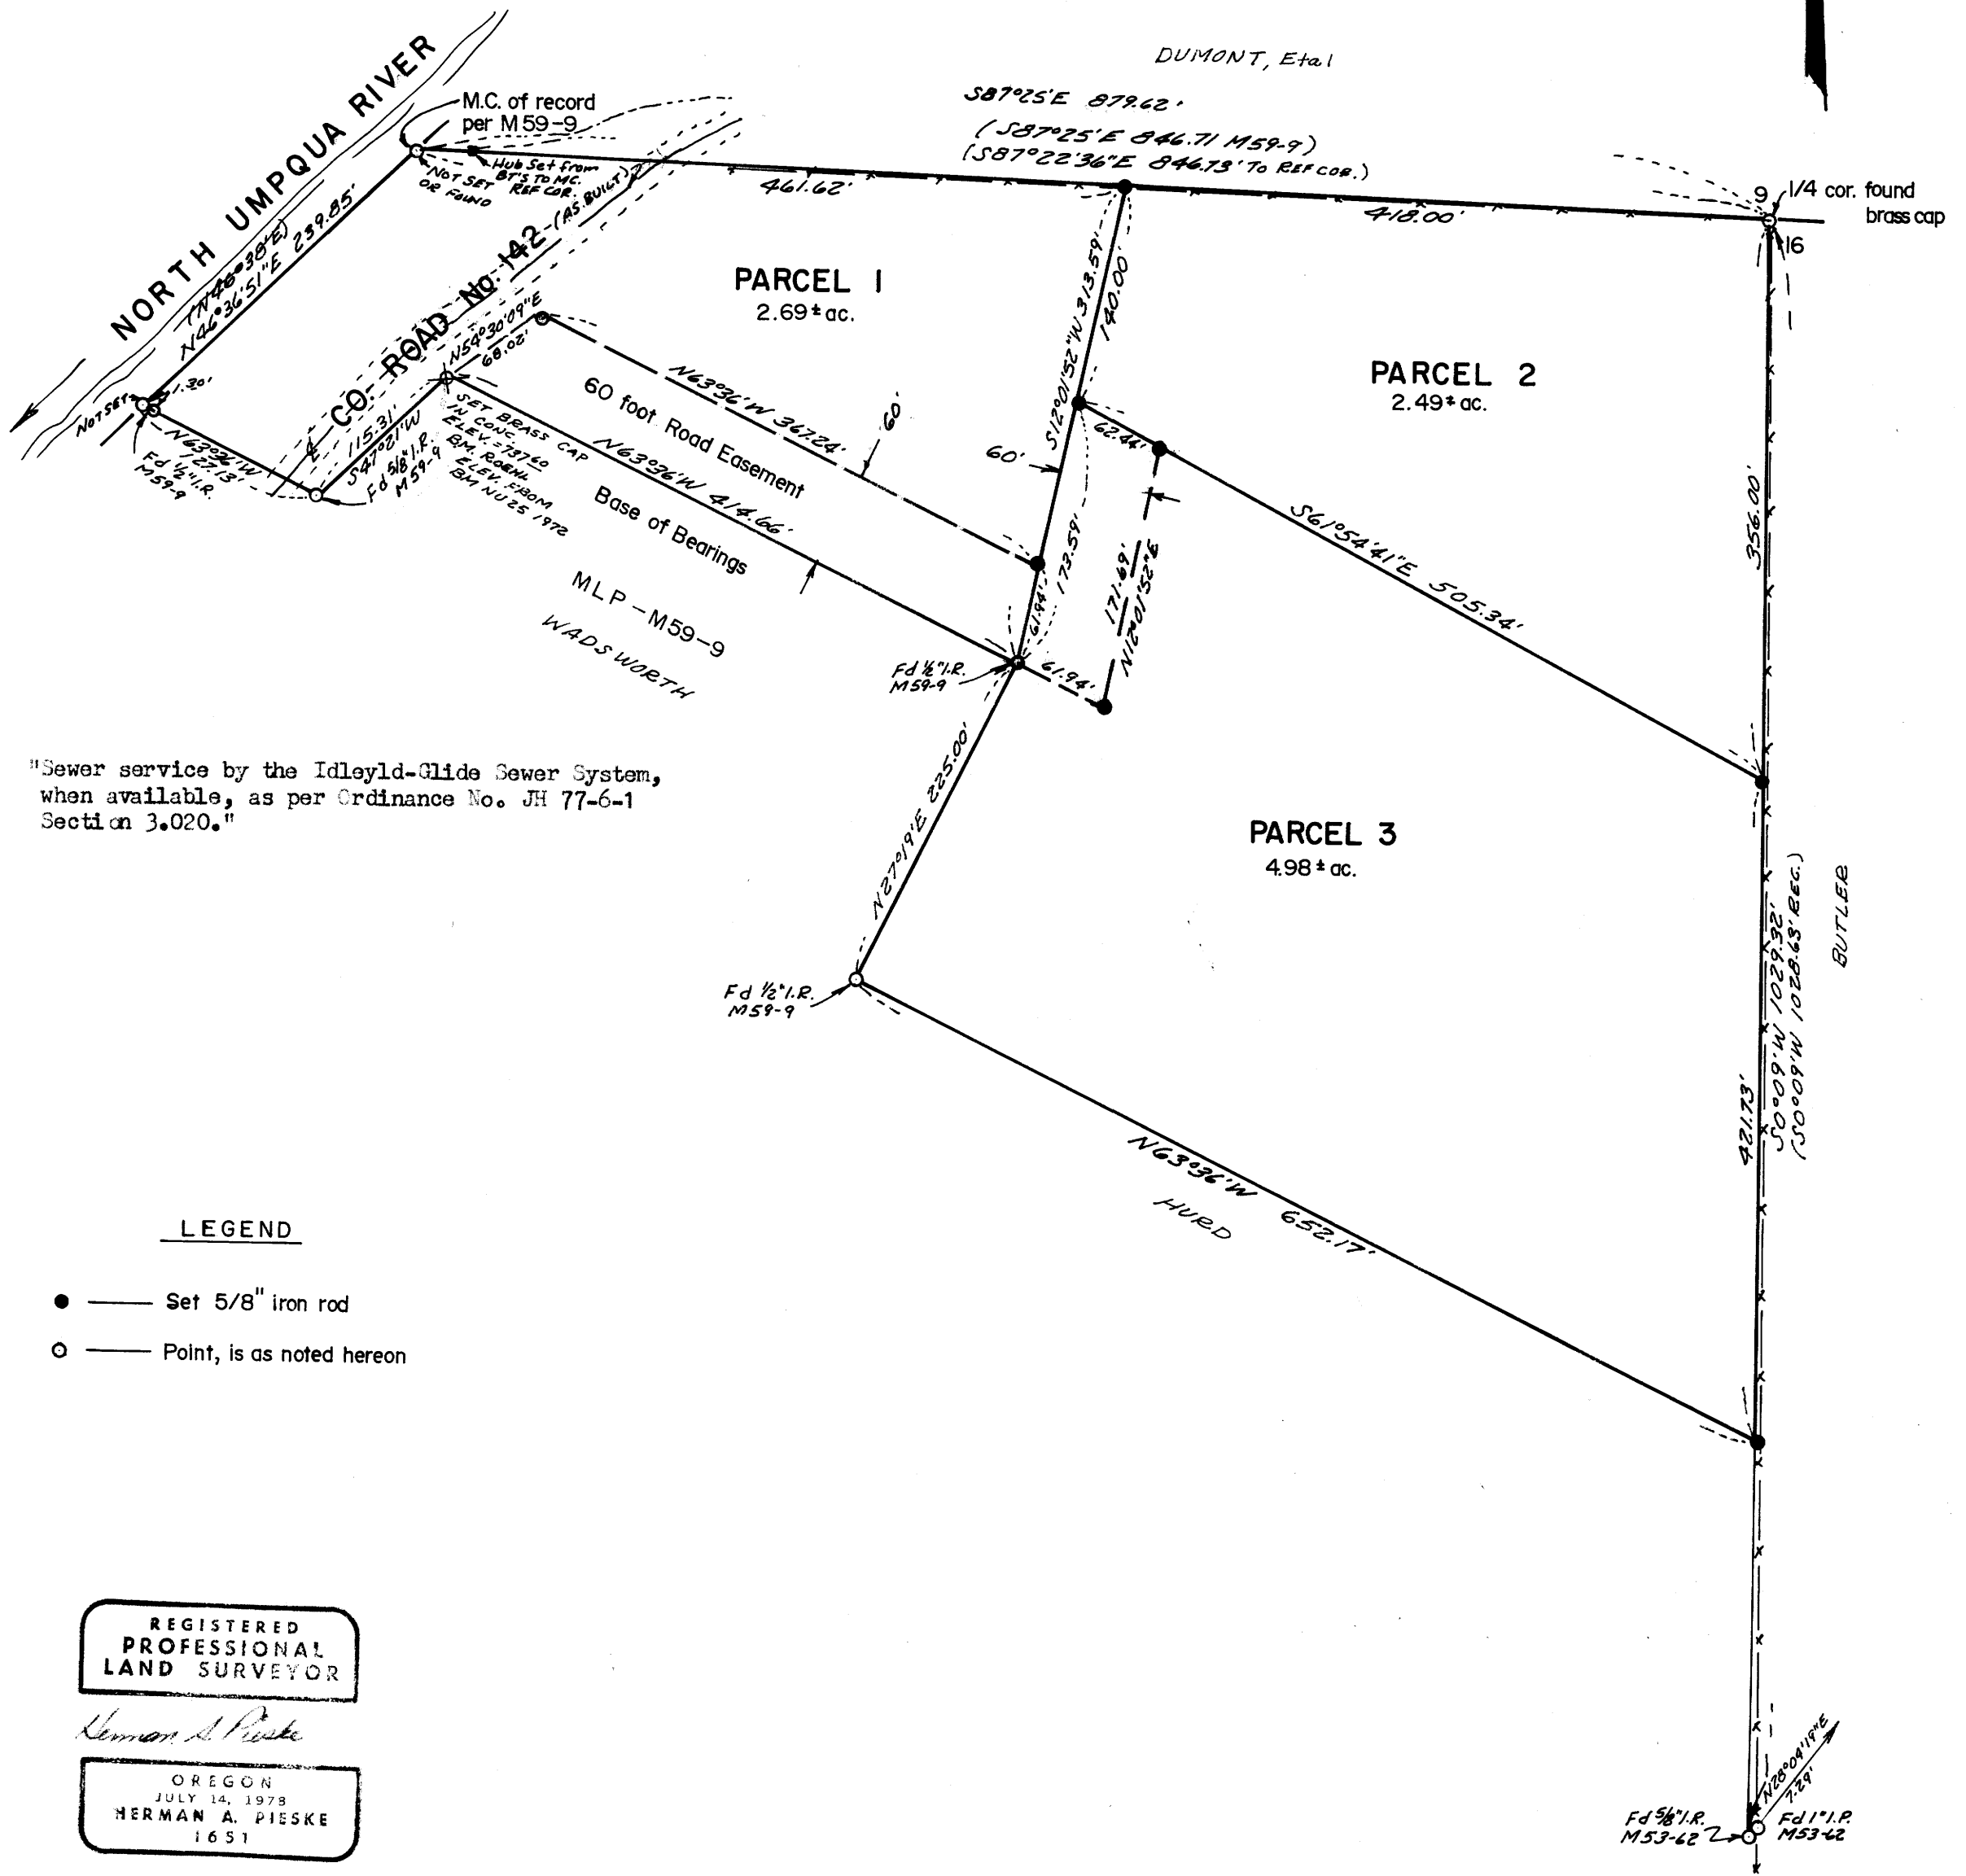 DUMONT, Etal
S87°25'E 879.62'
(S87°25'E 846.71 M59-9)
(S87°22'36"E 846.73' TO REF COR.)
NORTH UMPQUA RIVER
M.C. of record
per M59-9
NOT SET
OR FOUND
Hub Set from
BT'S TO MC.
REF COR.
461.62'
418.00'
9
1/4 cor. found
brass cap
16
(N46°38'E)
N46°36'51"E 239.85'
CO. ROAD No. 142 (AS.BUILT)
PARCEL 1
2.69± ac.
S12°01'52"W 313.59'
140.00'
PARCEL 2
2.49± ac.
NOT SET
1.30'
N63°36'W
127.13'
Fd ½" I.R.
M59-9
115.31'
S47°21'W
Fd 5/8" I.R.
M59-9
N54°30'09"E
68.02'
SET BRASS CAP
IN CONC.
ELEV.=737.60
BM. ROEHL
ELEV. FROM
BM NU25 1972
60 foot Road Easement
N63°36'W 367.24'
60'
N63°36'W 414.66'
Base of Bearings
60'
62.44'
173.59'
61.94'
171.69'
N12°01'52"E
61.94'
S61°54'41"E 505.34'
356.00'
MLP-M59-9
WADSWORTH
Fd ½" I.R.
M59-9
"Sewer service by the Idleyld-Glide Sewer System,
when available, as per Ordinance No. JH 77-6-1
Section 3.020."
N27°19'E 225.00'
PARCEL 3
4.98± ac.
Fd ½" I.R.
M59-9
S0°09'W 1029.32'
(S0°09'W 1028.63' REC.)
BUTLER
421.73'
N63°36'W 652.17'
HURD
LEGEND
Set 5/8" iron rod
Point, is as noted hereon
REGISTERED
PROFESSIONAL
LAND SURVEYOR
Herman A. Pieske
OREGON
JULY 14, 1978
HERMAN A. PIESKE
1651
N28°04'19"E
7.29'
Fd 5/8" I.R.
M53-62
Fd 1" I.P.
M53-62